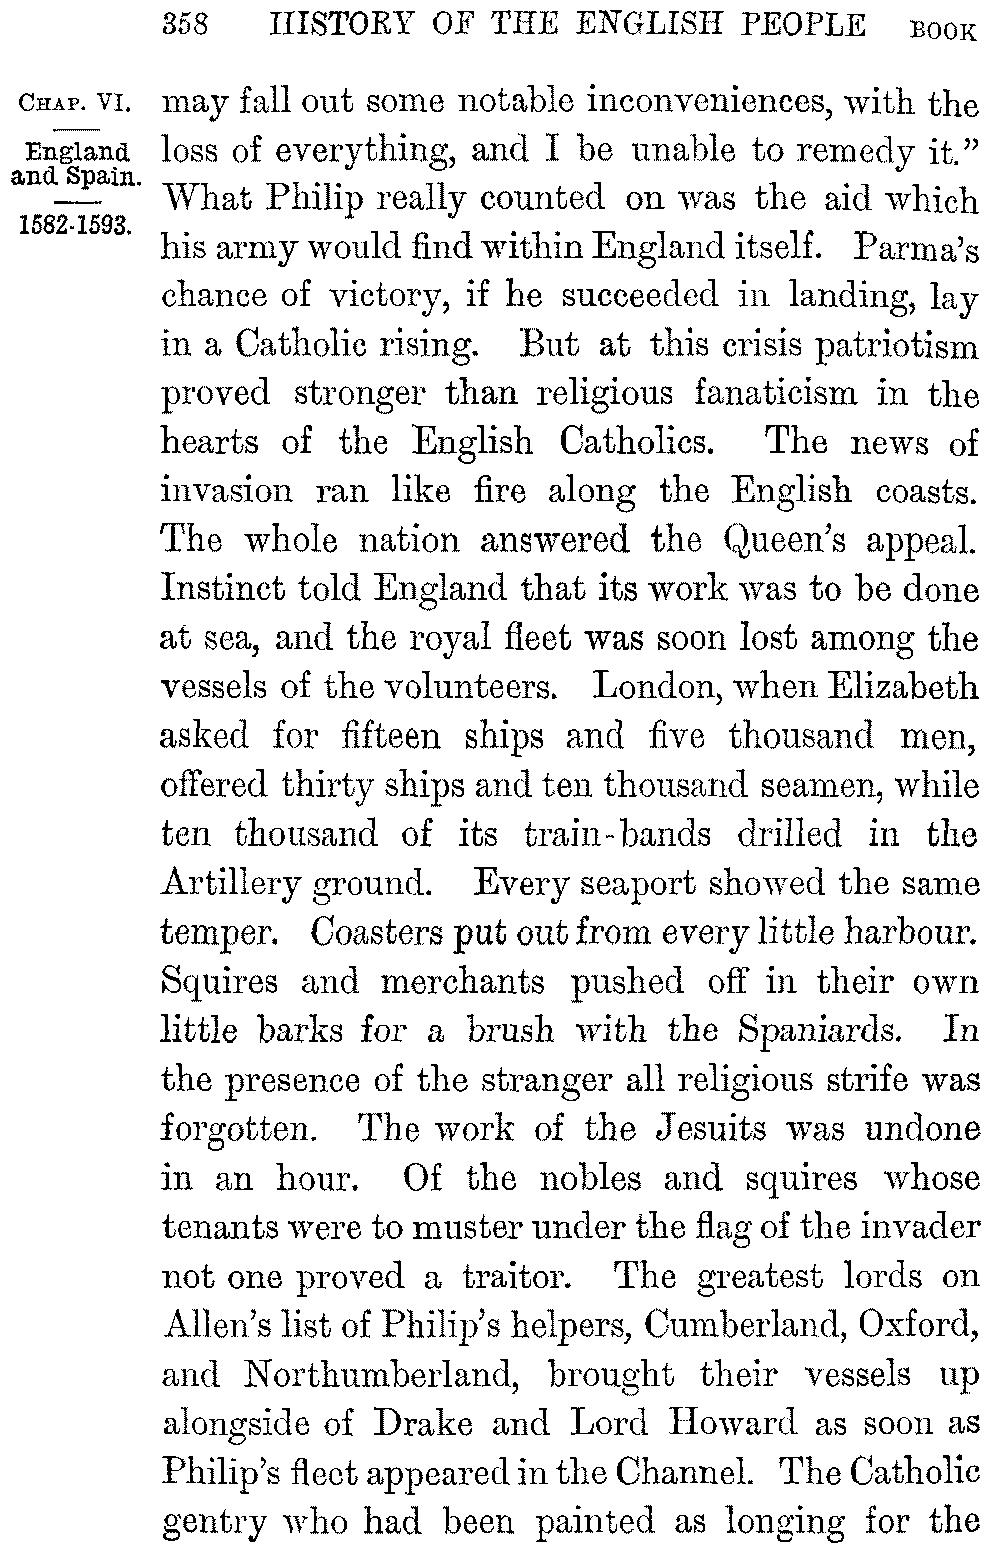 358 HISTORY OF THE ENGLISH PEOPLE BOOK
CHAP. VI.
England
and Spain.
1582-1593.
may fall out some notable inconveniences, with the
loss of everything, and I be unable to remedy it.”
What Philip really counted on was the aid which
his army would find within England itself. Parma’s
chance of victory, if he succeeded in landing, lay
in a Catholic rising. But at this crisis patriotism
proved stronger than religious fanaticism in the
hearts of the English Catholics. The news of
invasion ran like fire along the English coasts.
The whole nation answered the Queen’s appeal.
Instinct told England that its work was to be done
at sea, and the royal fleet was soon lost among the
vessels of the volunteers. London, when Elizabeth
asked for fifteen ships and five thousand men,
offered thirty ships and ten thousand seamen, while
ten thousand of its train-bands drilled in the
Artillery ground. Every seaport showed the same
temper. Coasters put out from every little harbour.
Squires and merchants pushed off in their own
little barks for a brush with the Spaniards. In
the presence of the stranger all religious strife was
forgotten. The work of the Jesuits was undone
in an hour. Of the nobles and squires whose
tenants were to muster under the flag of the invader
not one proved a traitor. The greatest lords on
Allen’s list of Philip’s helpers, Cumberland, Oxford,
and Northumberland, brought their vessels up
alongside of Drake and Lord Howard as soon as
Philip’s fleet appeared in the Channel. The Catholic
gentry who had been painted as longing for the